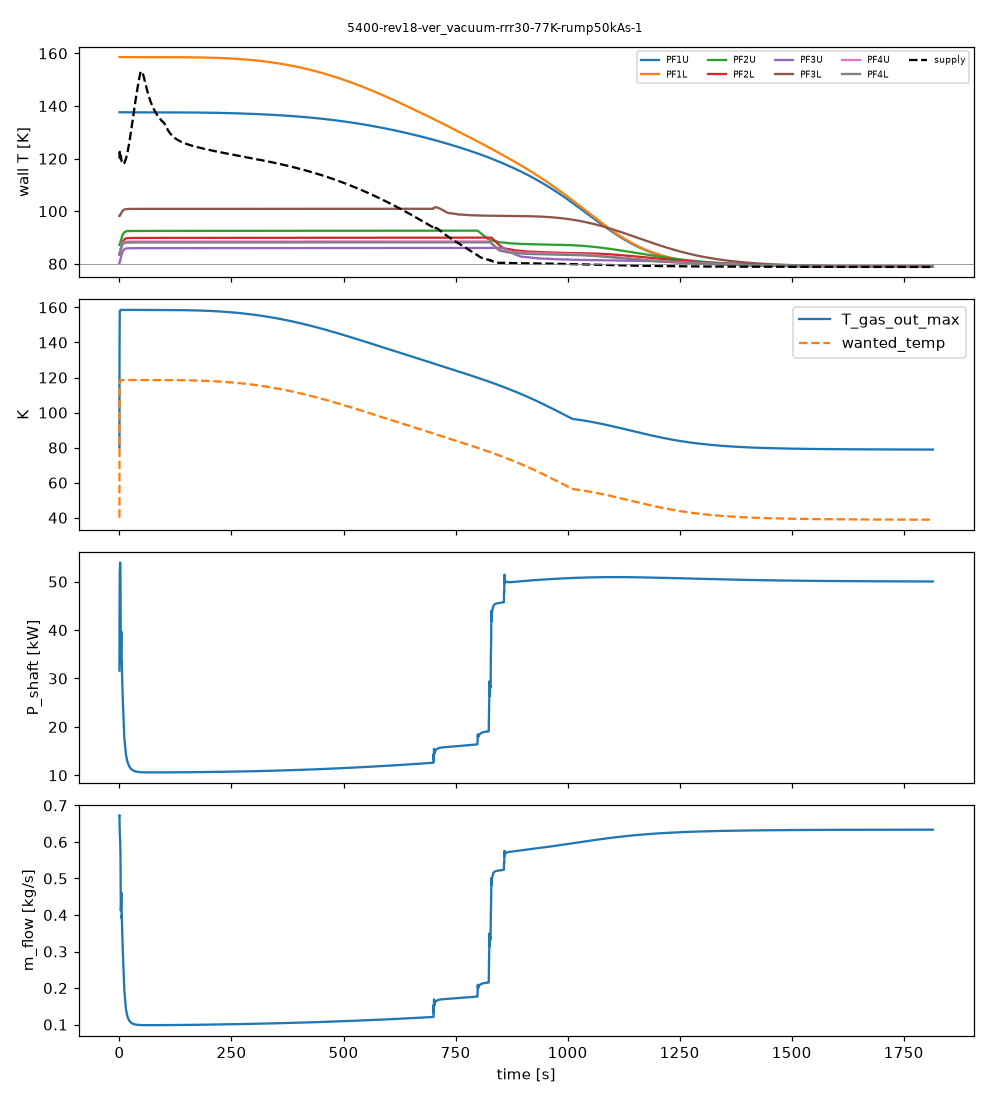 5400-rev18-ver_vacuum-rrr30-77K-rump50kAs-1
wall T [K]
160
140
120
100
80
PF1U PF2U PF3U PF4U supply
PF1L PF2L PF3L PF4L
K
160
140
120
100
80
60
40
T_gas_out_max
wanted_temp
P_shaft [kW]
50
40
30
20
10
m_flow [kg/s]
0.7
0.6
0.5
0.4
0.3
0.2
0.1
0 250 500 750 1000 1250 1500 1750
time [s]